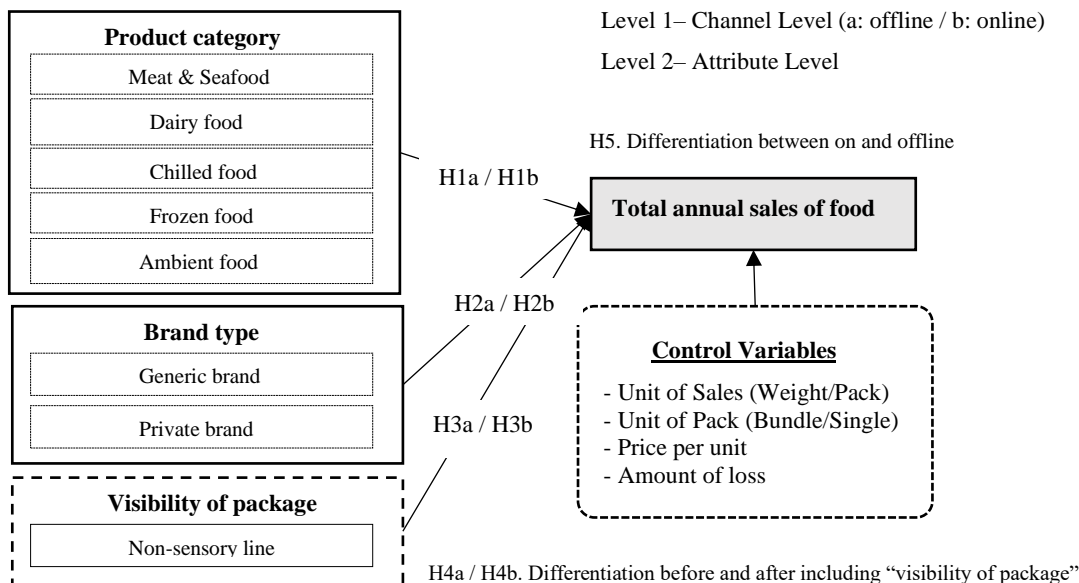 Product category
Meat & Seafood
Dairy food
Chilled food
Frozen food
Ambient food
Brand type
Generic brand
Private brand
Visibility of package
Non-sensory line
H1a / H1b
H2a / H2b
H3a / H3b
Level 1– Channel Level (a: offline / b: online)
Level 2– Attribute Level
H5. Differentiation between on and offline
Total annual sales of food
Control Variables
- Unit of Sales (Weight/Pack)
- Unit of Pack (Bundle/Single)
- Price per unit
- Amount of loss
H4a / H4b. Differentiation before and after including “visibility of package”